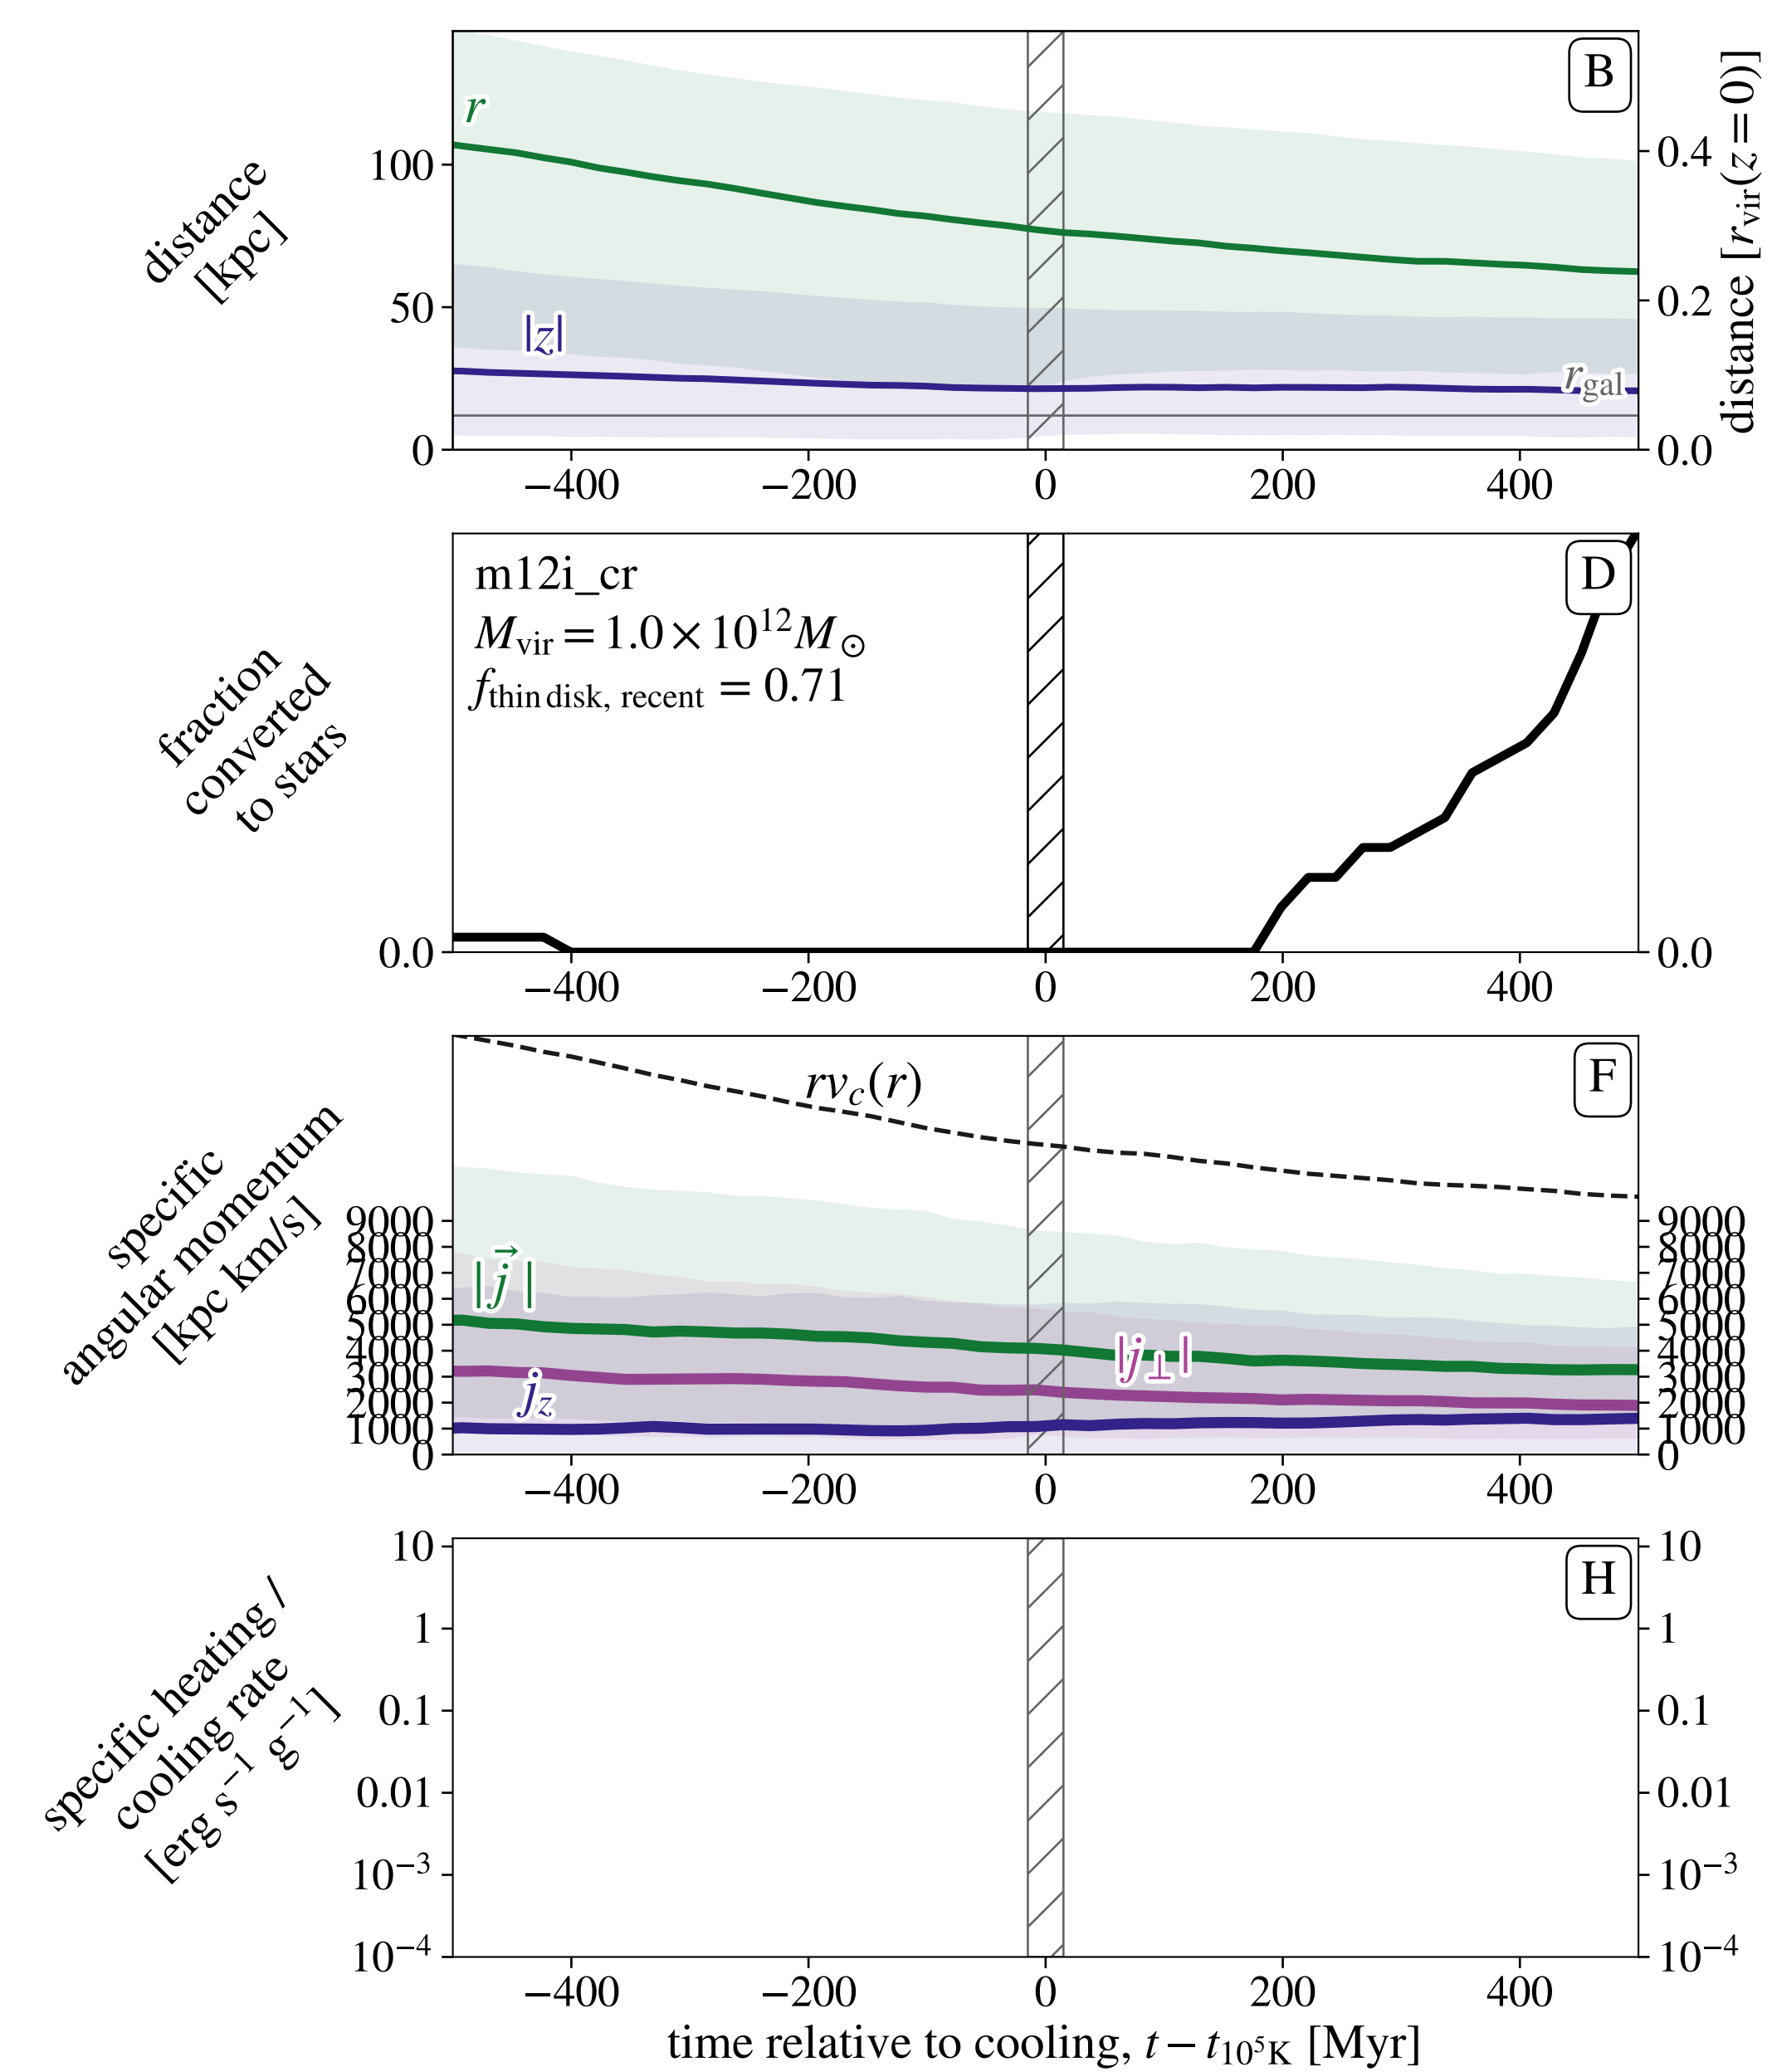 B
r
|z|
r_gal
distance
[kpc]
100
50
0
0.4
0.2
0.0
distance [r_vir(z=0)]
−400 −200 0 200 400
D
m12i_cr
M_vir = 1.0 × 10^12 M_⊙
f_thin disk, recent = 0.71
fraction
converted
to stars
0.0
0.0
−400 −200 0 200 400
F
rv_c(r)
|j⃗|
|j_⊥|
j_z
specific
angular momentum
[kpc km/s]
9000
8000
7000
6000
5000
4000
3000
2000
1000
0
9000
8000
7000
6000
5000
4000
3000
2000
1000
0
−400 −200 0 200 400
H
specific heating /
cooling rate
[erg s^−1 g^−1]
10
1
0.1
0.01
10^−3
10^−4
10
1
0.1
0.01
10^−3
10^−4
−400 −200 0 200 400
time relative to cooling, t − t_10^5K [Myr]